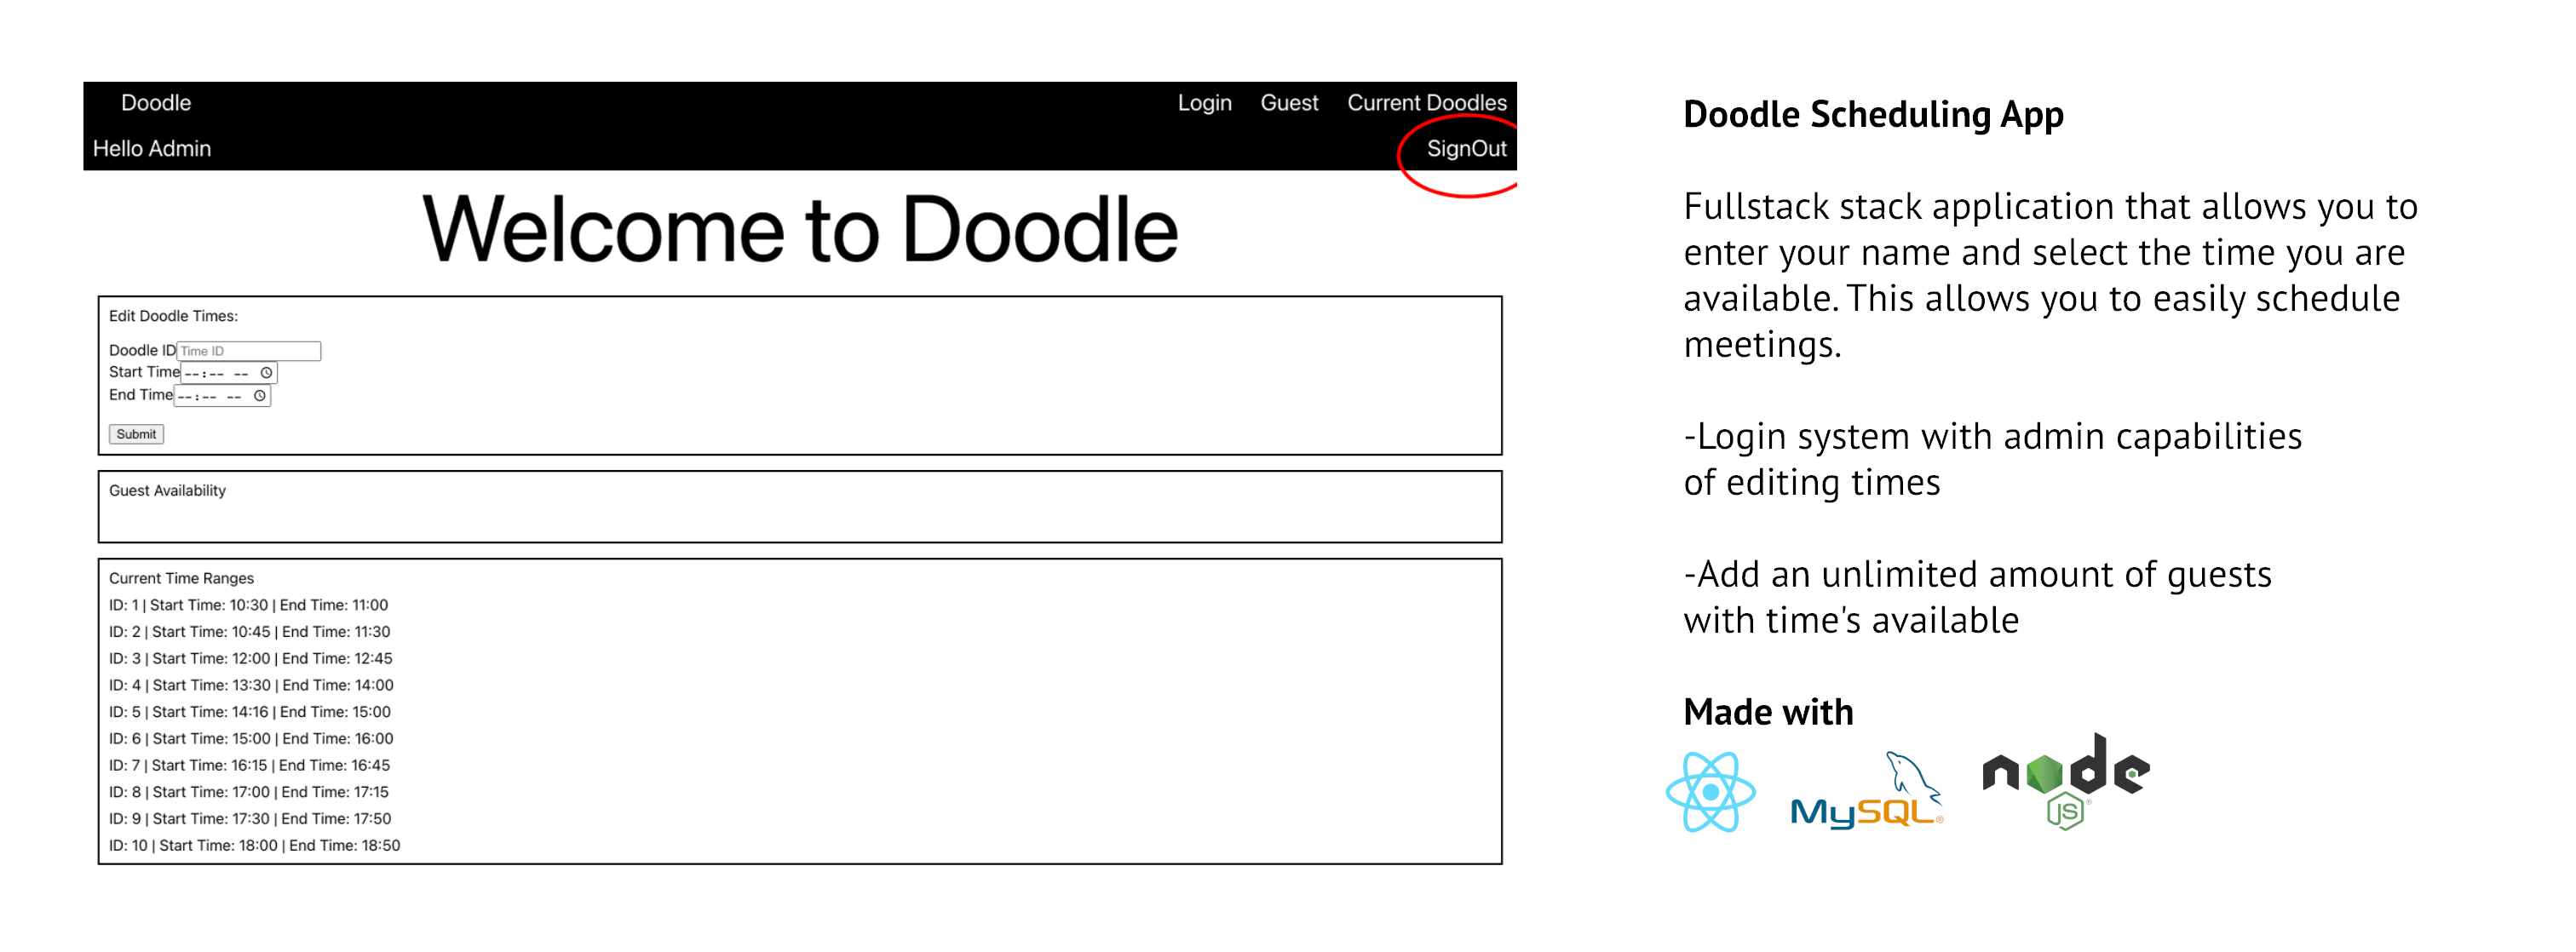 Doodle
Login Guest Current Doodles
Hello Admin
SignOut
Welcome to Doodle
Edit Doodle Times:
Doodle ID Time ID
Start Time --:-- --
End Time --:-- --
Submit
Guest Availability
Current Time Ranges
ID: 1 | Start Time: 10:30 | End Time: 11:00
ID: 2 | Start Time: 10:45 | End Time: 11:30
ID: 3 | Start Time: 12:00 | End Time: 12:45
ID: 4 | Start Time: 13:30 | End Time: 14:00
ID: 5 | Start Time: 14:16 | End Time: 15:00
ID: 6 | Start Time: 15:00 | End Time: 16:00
ID: 7 | Start Time: 16:15 | End Time: 16:45
ID: 8 | Start Time: 17:00 | End Time: 17:15
ID: 9 | Start Time: 17:30 | End Time: 17:50
ID: 10 | Start Time: 18:00 | End Time: 18:50
Doodle Scheduling App
Fullstack stack application that allows you to
enter your name and select the time you are
available. This allows you to easily schedule
meetings.
-Login system with admin capabilities
of editing times
-Add an unlimited amount of guests
with time's available
Made with
MySQL®
node
JS®